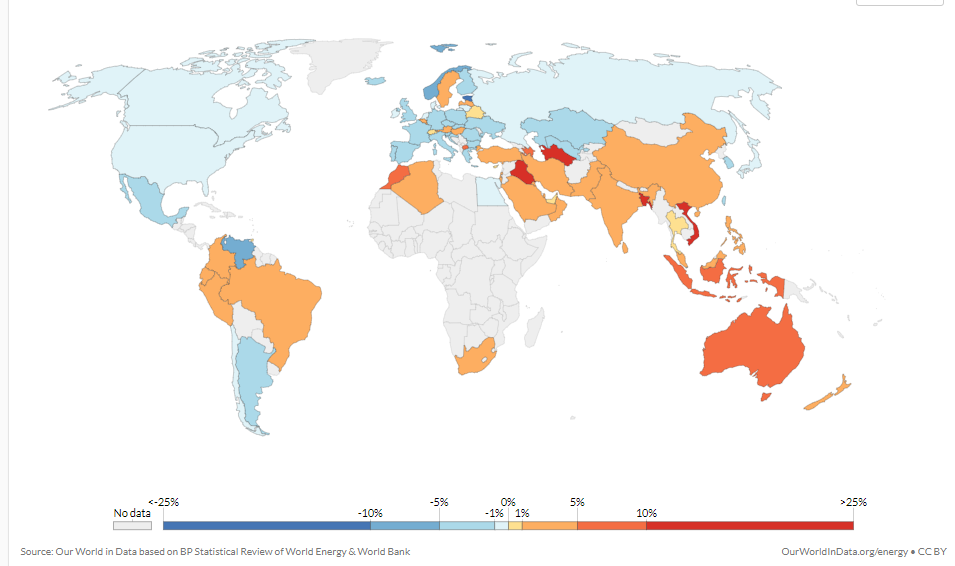 <-25% -5% 0% 5% >25%
No data -10% -1% 1% 10%
Source: Our World in Data based on BP Statistical Review of World Energy & World Bank
OurWorldInData.org/energy • CC BY